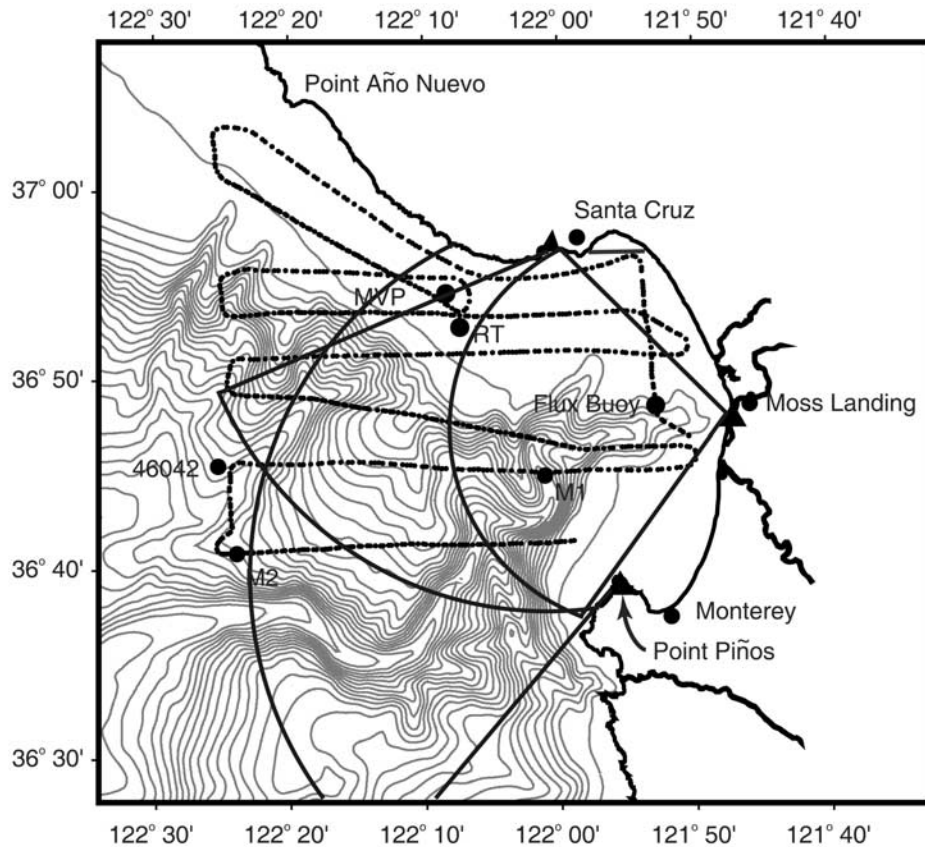 122° 30' 122° 20' 122° 10' 122° 00' 121° 50' 121° 40'
Point Año Nuevo
37° 00'
Santa Cruz
MVP
RT
36° 50'
Flux Buoy
Moss Landing
46042
M1
36° 40'
M2
Monterey
Point Piños
36° 30'
122° 30' 122° 20' 122° 10' 122° 00' 121° 50' 121° 40'